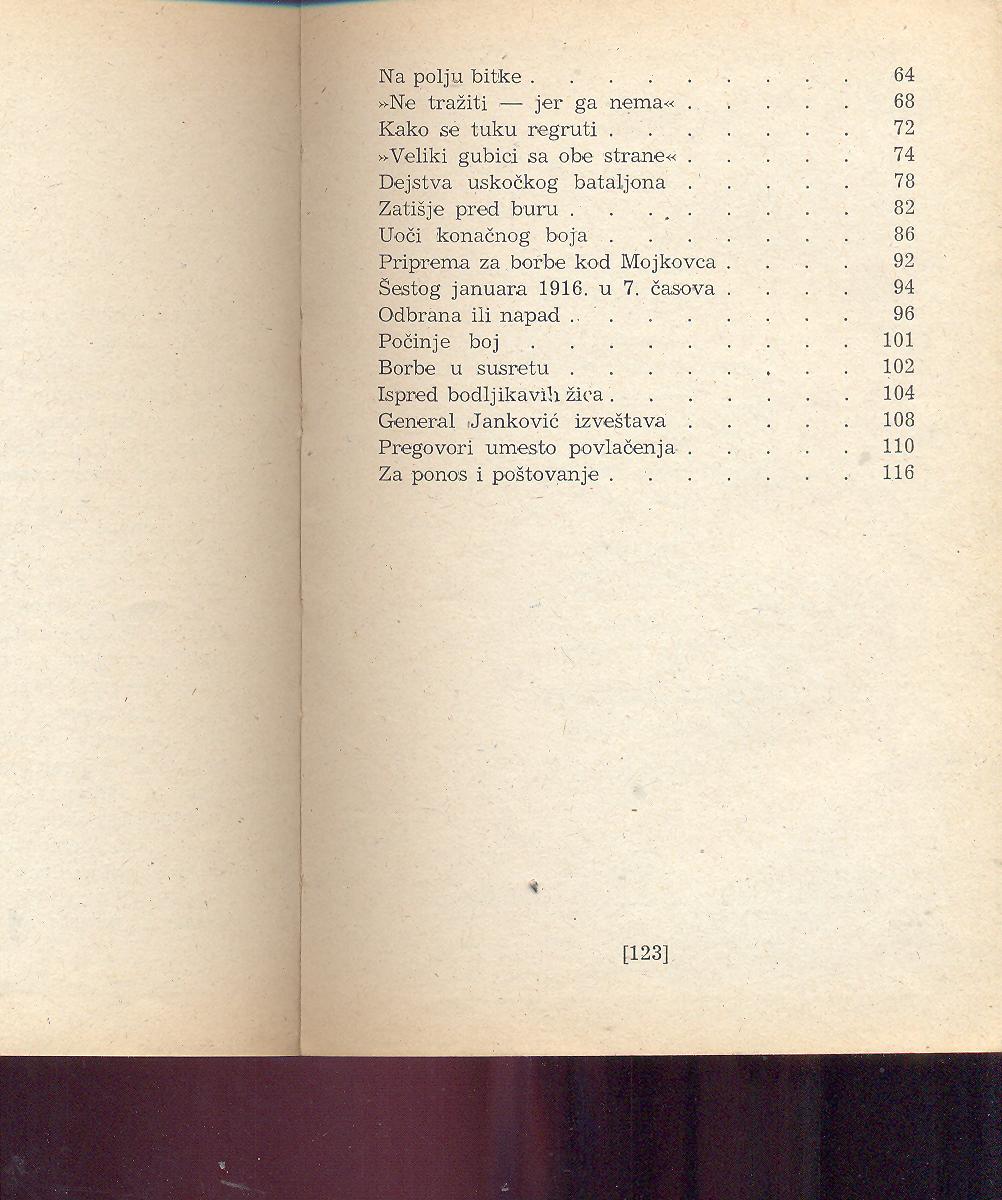 Na polju bitke . . . . . . . . . 64
»Ne tražiti — jer ga nema« . . . . . 68
Kako se tuku regruti . . . . . . . 72
»Veliki gubici sa obe strane« . . . . . 74
Dejstva uskočkog bataljona . . . . . 78
Zatišje pred buru . . . . . . . . 82
Uoči konačnog boja . . . . . . . 86
Priprema za borbe kod Mojkovca . . . . 92
Šestog januara 1916. u 7. časova . . . . 94
Odbrana ili napad . . . . . . . . 96
Počinje boj . . . . . . . . . 101
Borbe u susretu . . . . . . . . 102
Ispred bodljikavih žica . . . . . . . 104
General Janković izveštava . . . . . 108
Pregovori umesto povlačenja . . . . . 110
Za ponos i poštovanje . . . . . . . 116
[123]